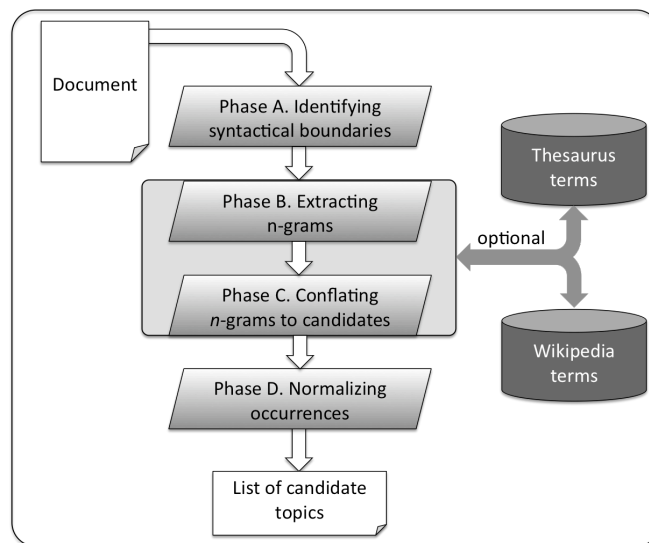 Document
Phase A. Identifying
syntactical boundaries
Phase B. Extracting
n-grams
Phase C. Conflating
n-grams to candidates
Phase D. Normalizing
occurrences
List of candidate
topics
optional
Thesaurus
terms
Wikipedia
terms